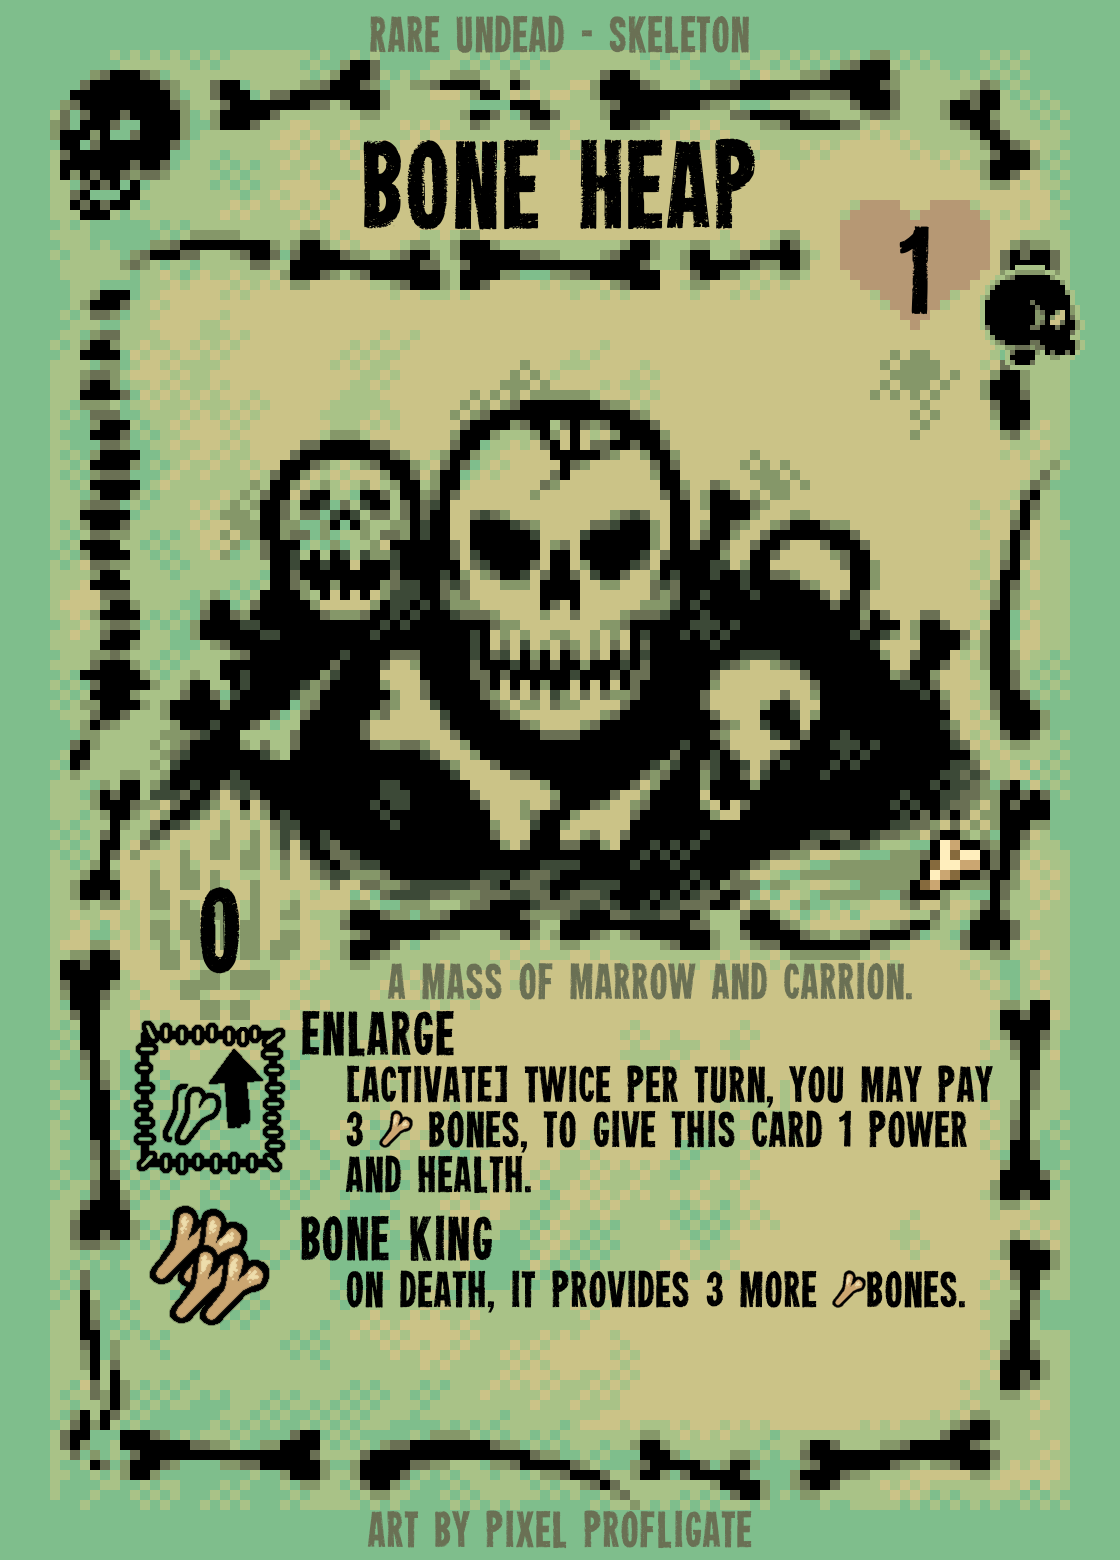 RARE UNDEAD - SKELETON
BONE HEAP
1
0
A MASS OF MARROW AND CARRION.
ENLARGE
[ACTIVATE] TWICE PER TURN, YOU MAY PAY
3 BONES, TO GIVE THIS CARD 1 POWER
AND HEALTH.
BONE KING
ON DEATH, IT PROVIDES 3 MORE BONES.
ART BY PIXEL PROFLIGATE